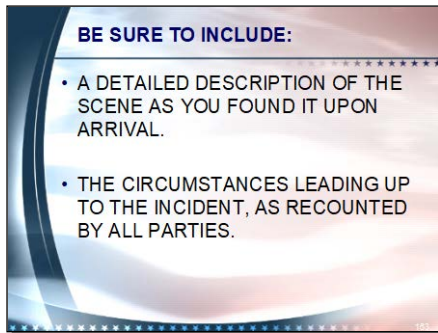 BE SURE TO INCLUDE:
• A DETAILED DESCRIPTION OF THE
SCENE AS YOU FOUND IT UPON
ARRIVAL.
• THE CIRCUMSTANCES LEADING UP
TO THE INCIDENT, AS RECOUNTED
BY ALL PARTIES.